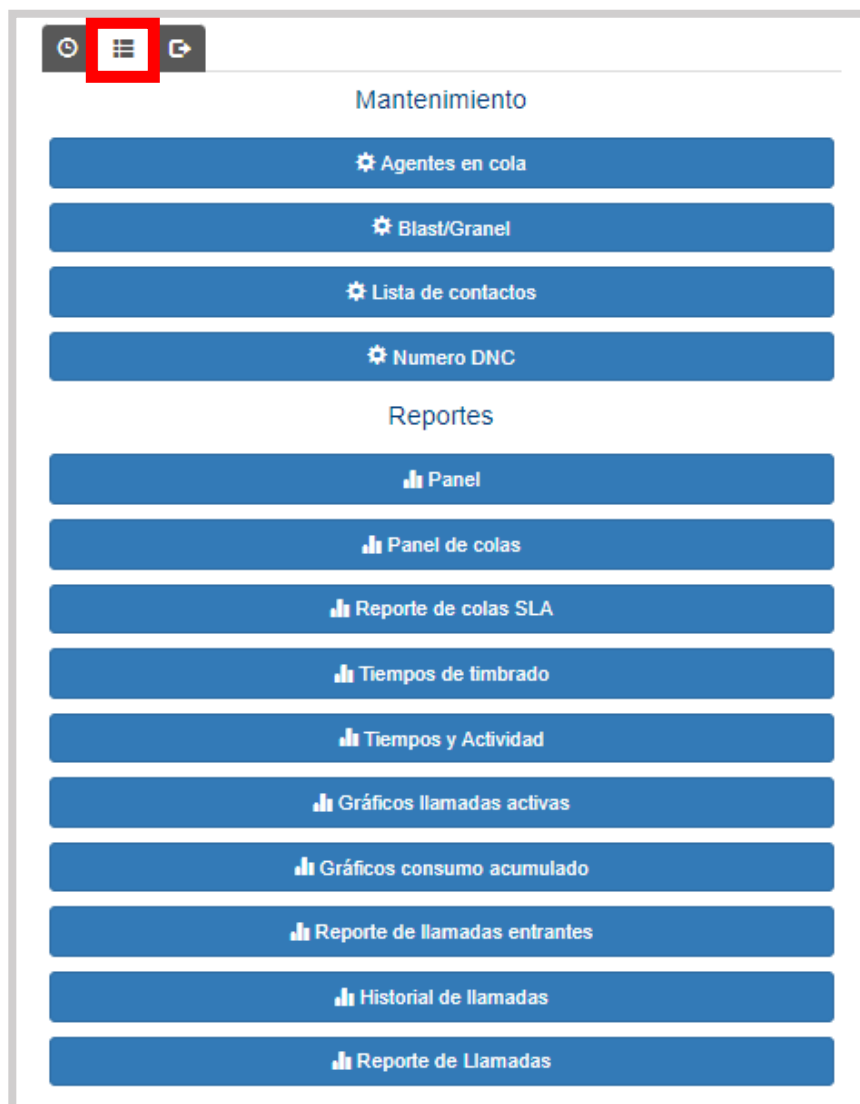 Mantenimiento
Agentes en cola
Blast/Granel
Lista de contactos
Numero DNC
Reportes
Panel
Panel de colas
Reporte de colas SLA
Tiempos de timbrado
Tiempos y Actividad
Gráficos llamadas activas
Gráficos consumo acumulado
Reporte de llamadas entrantes
Historial de llamadas
Reporte de Llamadas